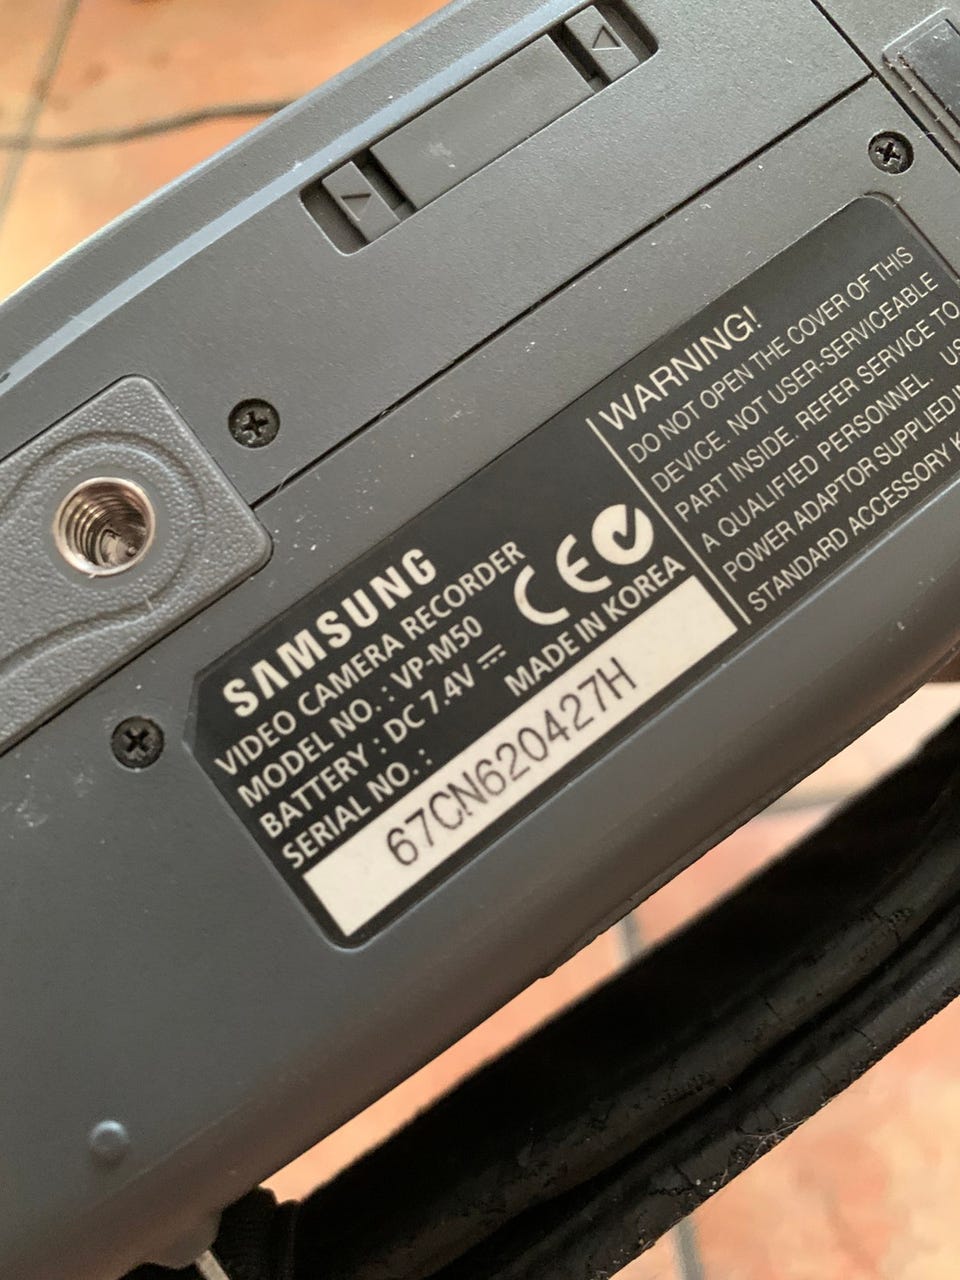 SAMSUNG
VIDEO CAMERA RECORDER
MODEL NO. : VP-M50
BATTERY : DC 7.4V
SERIAL NO. :
CE
MADE IN KOREA
67CN620427H
WARNING!
DO NOT OPEN THE COVER OF THIS
DEVICE. NOT USER-SERVICEABLE
PART INSIDE. REFER SERVICE TO
A QUALIFIED PERSONNEL.
POWER ADAPTOR SUPPLIED
STANDARD ACCESSORY